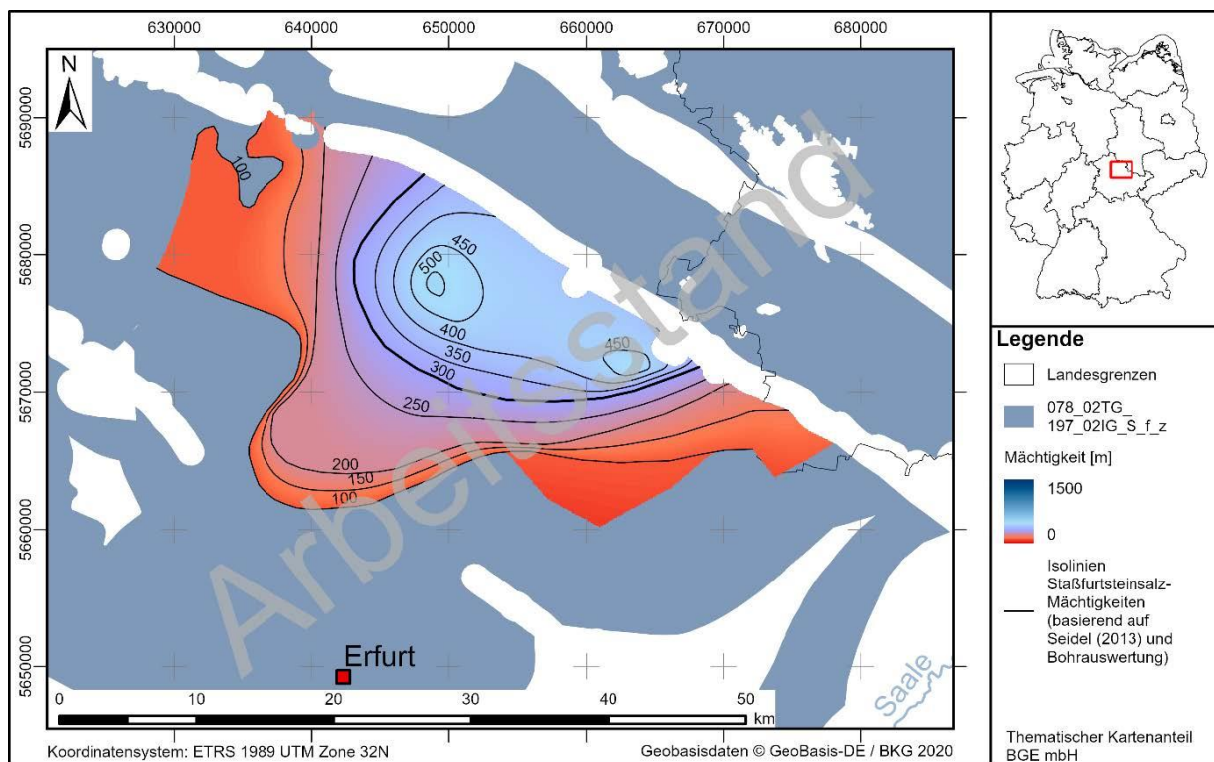 630000 640000 650000 660000 670000 680000
N
5690000
5680000
5670000
5660000
5650000
100
500
450
400
350
300
450
250
200
150
100
Arbeitsstand
Erfurt
Saale
0 10 20 30 40 50
km
Koordinatensystem: ETRS 1989 UTM Zone 32N
Geobasisdaten © GeoBasis-DE / BKG 2020
Legende
Landesgrenzen
078_02TG_
197_02IG_S_f_z
Mächtigkeit [m]
1500
0
Isolinien
Staßfurtsteinsalz-
Mächtigkeiten
(basierend auf
Seidel (2013) und
Bohrauswertung)
Thematischer Kartenanteil
BGE mbH